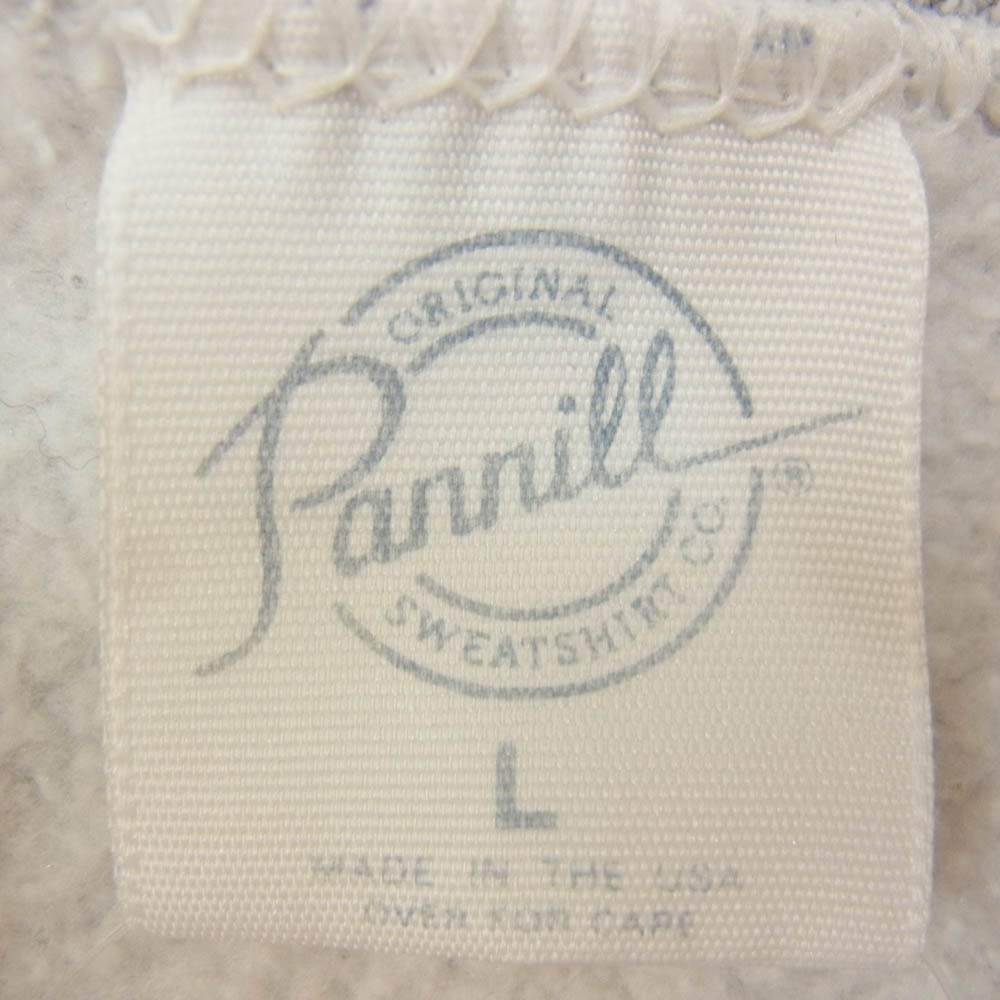 ORIGINAL
Pannill
®
SWEATSHIRT CO.
L
MADE IN THE USA
OVER FOR CARE